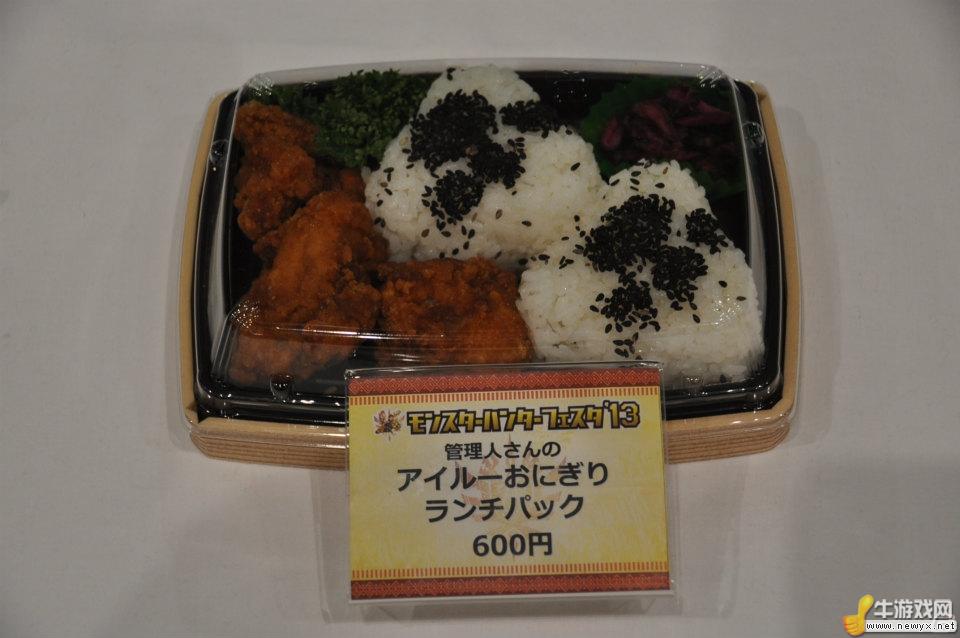 モンスターハンターフェスタ'13
管理人さんの
アイルーおにぎり
ランチパック
600円
牛游戏网
www.newyx.net